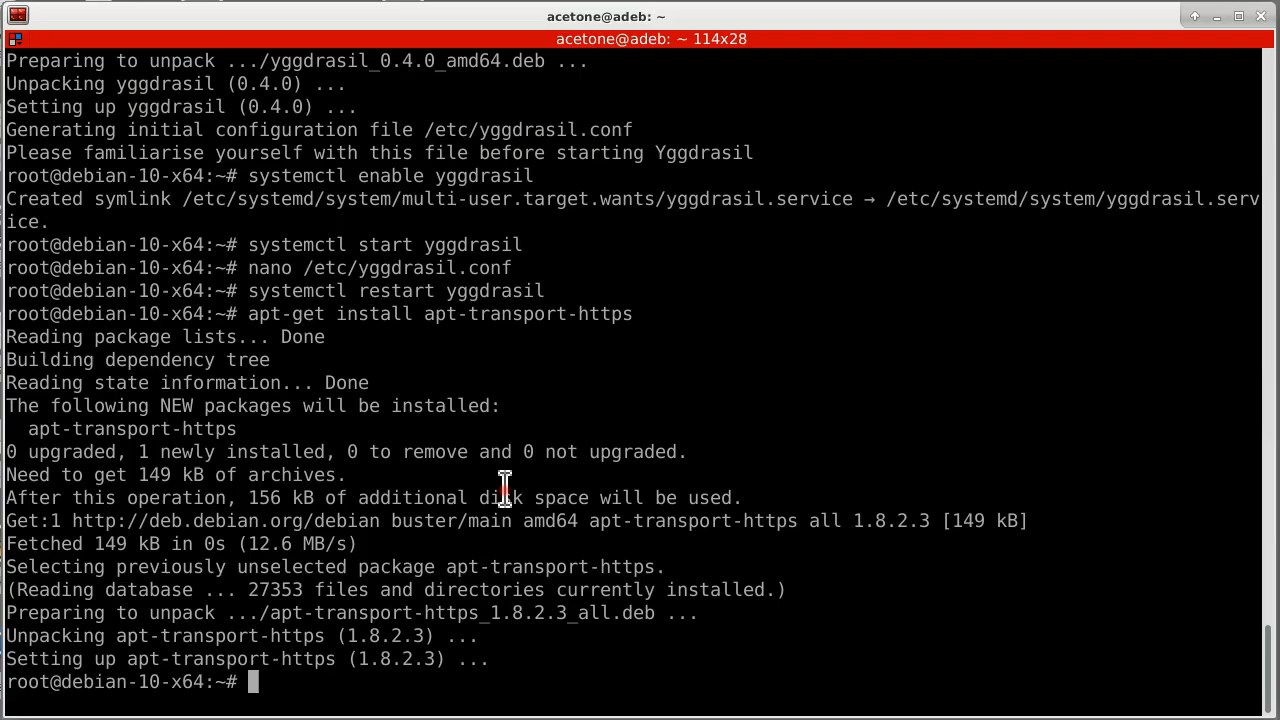 acetone@adeb: ~
acetone@adeb: ~ 114x28
Preparing to unpack .../yggdrasil_0.4.0_amd64.deb ...
Unpacking yggdrasil (0.4.0) ...
Setting up yggdrasil (0.4.0) ...
Generating initial configuration file /etc/yggdrasil.conf
Please familiarise yourself with this file before starting Yggdrasil
root@debian-10-x64:~# systemctl enable yggdrasil
Created symlink /etc/systemd/system/multi-user.target.wants/yggdrasil.service → /etc/systemd/system/yggdrasil.serv
ice.
root@debian-10-x64:~# systemctl start yggdrasil
root@debian-10-x64:~# nano /etc/yggdrasil.conf
root@debian-10-x64:~# systemctl restart yggdrasil
root@debian-10-x64:~# apt-get install apt-transport-https
Reading package lists... Done
Building dependency tree
Reading state information... Done
The following NEW packages will be installed:
  apt-transport-https
0 upgraded, 1 newly installed, 0 to remove and 0 not upgraded.
Need to get 149 kB of archives.
After this operation, 156 kB of additional disk space will be used.
Get:1 http://deb.debian.org/debian buster/main amd64 apt-transport-https all 1.8.2.3 [149 kB]
Fetched 149 kB in 0s (12.6 MB/s)
Selecting previously unselected package apt-transport-https.
(Reading database ... 27353 files and directories currently installed.)
Preparing to unpack .../apt-transport-https_1.8.2.3_all.deb ...
Unpacking apt-transport-https (1.8.2.3) ...
Setting up apt-transport-https (1.8.2.3) ...
root@debian-10-x64:~#